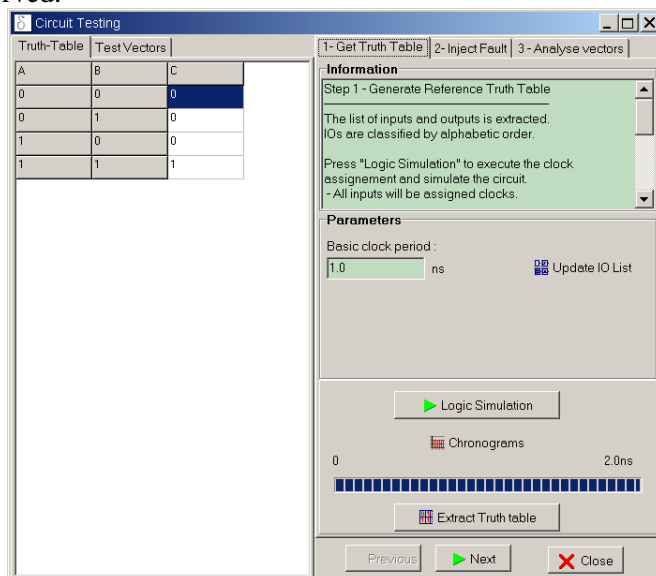 Circuit Testing
Truth-Table Test Vectors
A B C
0 0 0
0 1 0
1 0 0
1 1 1
1- Get Truth Table 2- Inject Fault 3 - Analyse vectors
Information
Step 1 - Generate Reference Truth Table
The list of inputs and outputs is extracted.
IOs are classified by alphabetic order.
Press "Logic Simulation" to execute the clock
assignement and simulate the circuit.
- All inputs will be assigned clocks.
Parameters
Basic clock period :
1.0 ns Update IO List
Logic Simulation
Chronograms
0 2.0ns
Extract Truth table
Previous Next Close